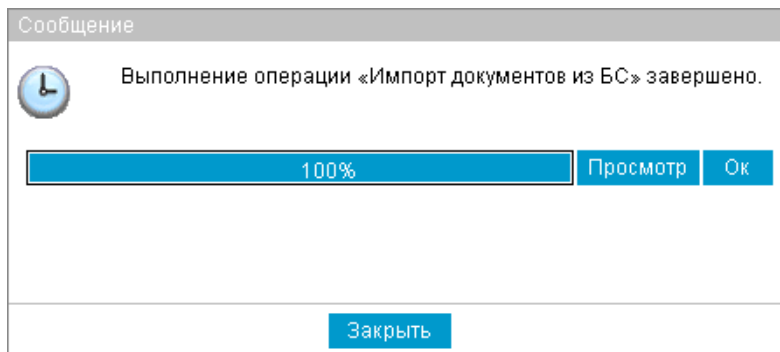 Сообщение
Выполнение операции «Импорт документов из БС» завершено.
100% Просмотр Ок
Закрыть